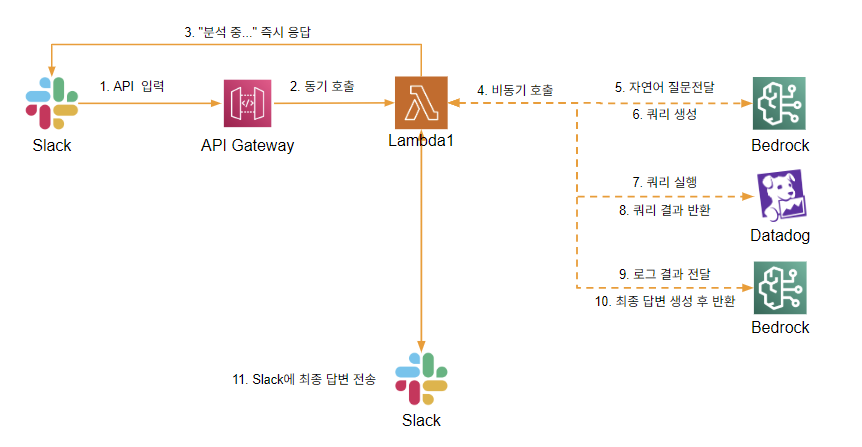 3. "분석 중..." 즉시 응답
1. API 입력
2. 동기 호출
4. 비동기 호출
5. 자연어 질문전달
6. 쿼리 생성
Slack
API Gateway
Lambda1
Bedrock
7. 쿼리 실행
8. 쿼리 결과 반환
Datadog
9. 로그 결과 전달
10. 최종 답변 생성 후 반환
Bedrock
11. Slack에 최종 답변 전송
Slack